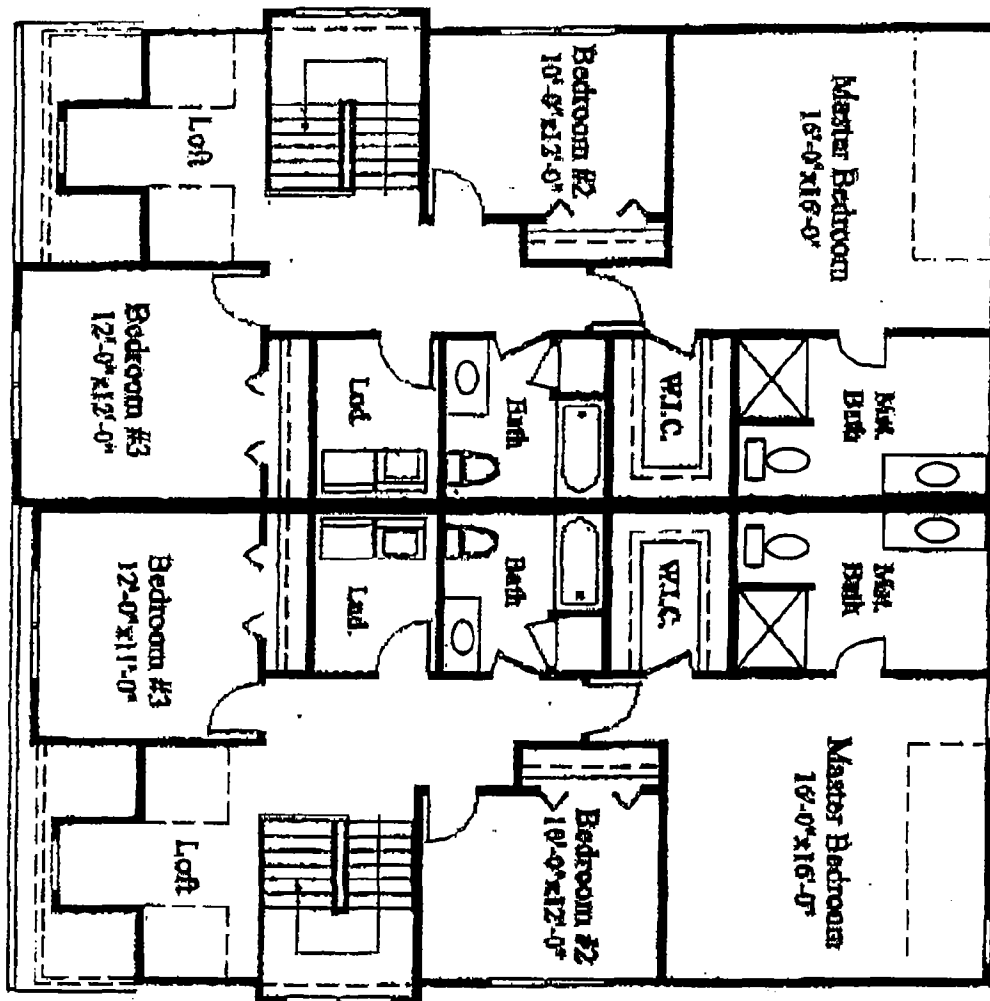 Master Bedroom
16'-0"x16'-0"
Bedroom #2
10'-0"x12'-0"
Loft
Bedroom #3
12'-0"x12'-0"
Mst.
Bath
W.I.C.
Bath
Lnd.
Mst.
Bath
W.I.C.
Bath
Lnd.
Bedroom #3
12'-0"x11'-0"
Master Bedroom
16'-0"x16'-0"
Bedroom #2
10'-0"x12'-0"
Loft